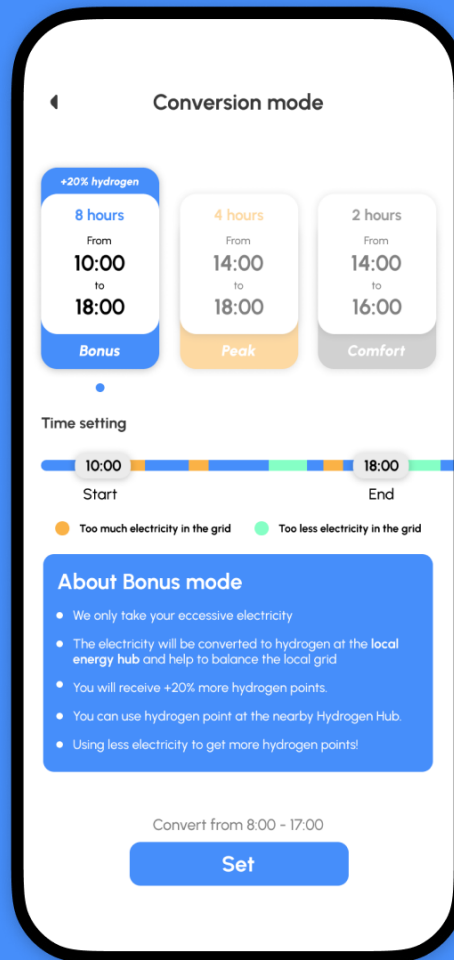 Conversion mode
+20% hydrogen
8 hours
From
10:00
to
18:00
Bonus
4 hours
From
14:00
to
18:00
Peak
2 hours
From
14:00
to
16:00
Comfort
Time setting
10:00
18:00
Start
End
Too much electricity in the grid
Too less electricity in the grid
About Bonus mode
We only take your eccessive electricity
The electricity will be converted to hydrogen at the local
energy hub and help to balance the local grid
You will receive +20% more hydrogen points.
You can use hydrogen point at the nearby Hydrogen Hub.
Using less electricity to get more hydrogen points!
Convert from 8:00 - 17:00
Set